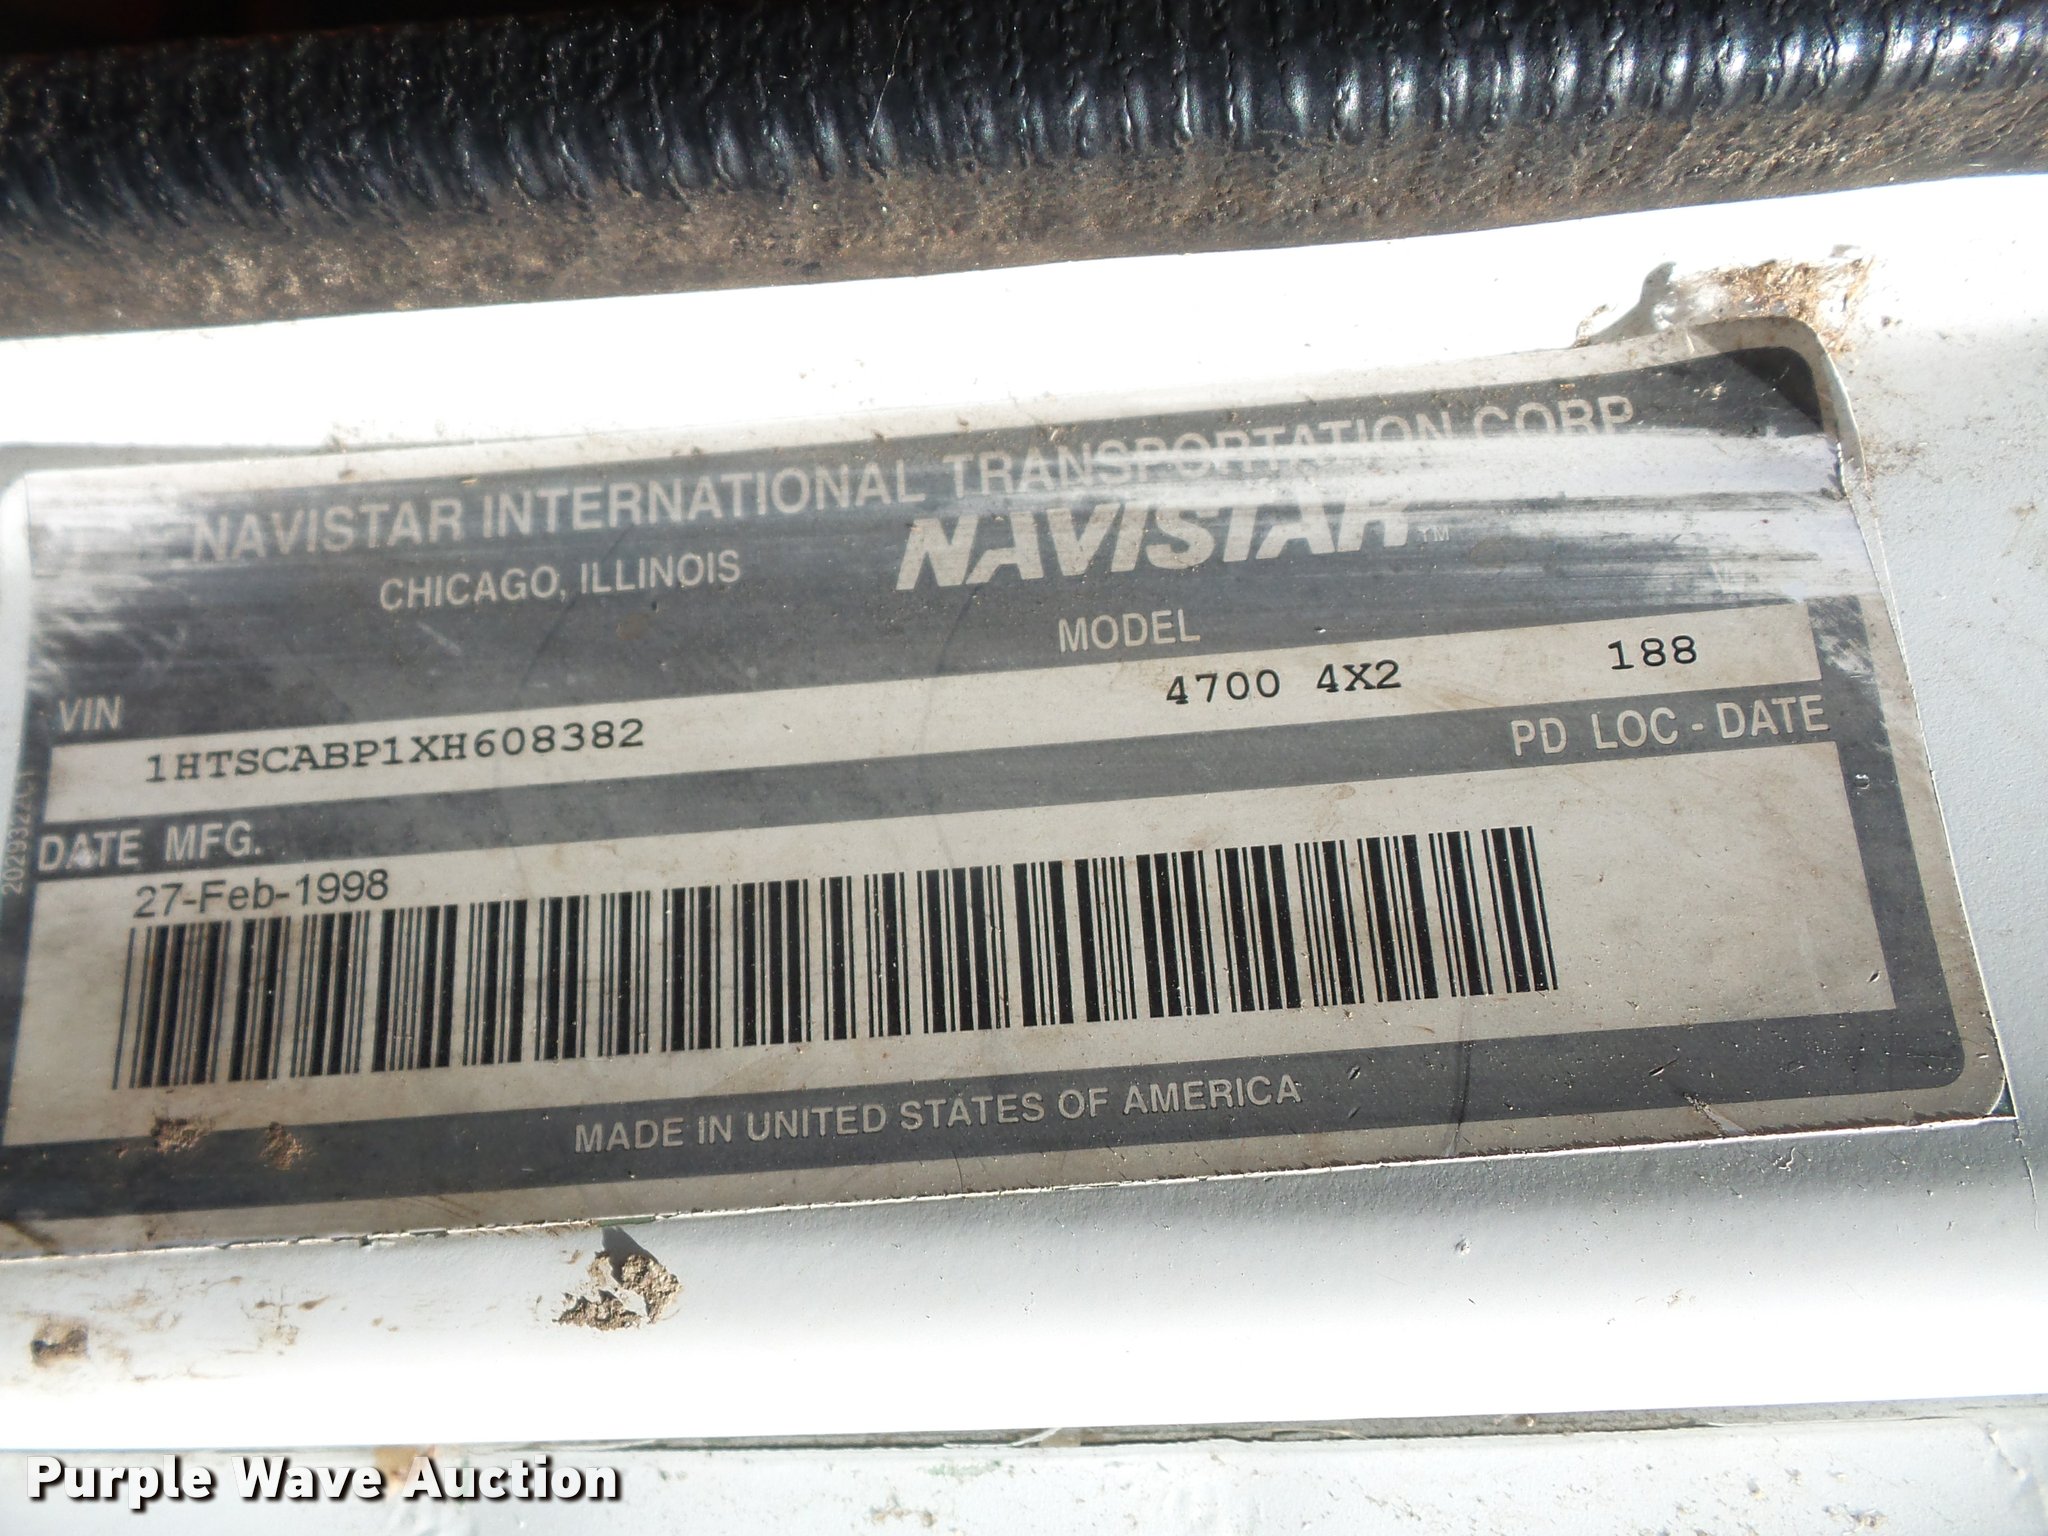 NAVISTAR INTERNATIONAL TRANSPORTATION CORP.
CHICAGO, ILLINOIS
NAVISTAR™
VIN
MODEL
1HTSCABP1XH608382
4700 4X2
188
DATE MFG.
PD LOC - DATE
27-Feb-1998
MADE IN UNITED STATES OF AMERICA
Purple Wave Auction